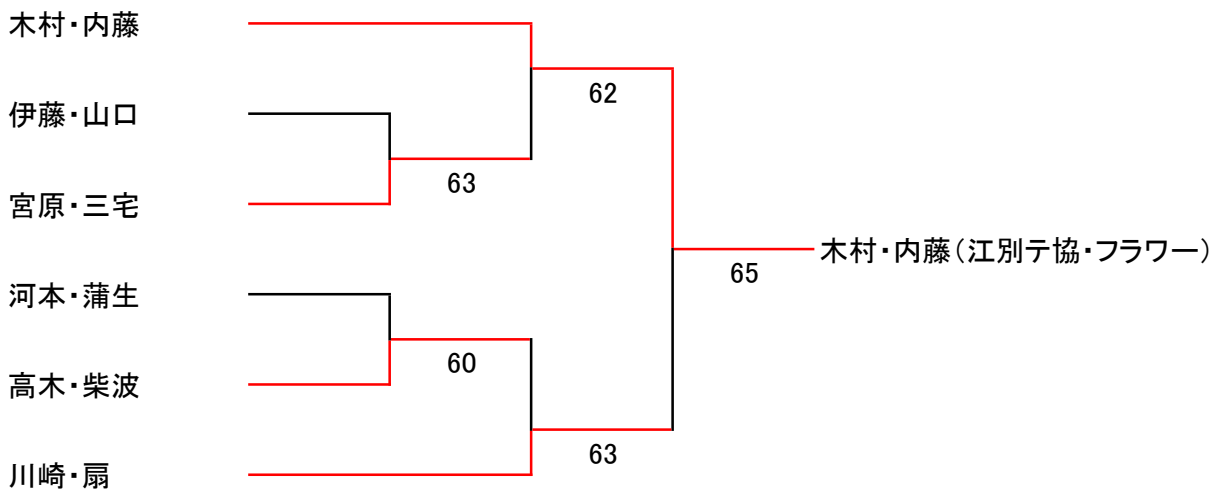 木村・内藤
62
伊藤・山口
63
宮原・三宅
木村・内藤(江別テ協・フラワー)
65
河本・蒲生
60
高木・柴波
63
川崎・扇